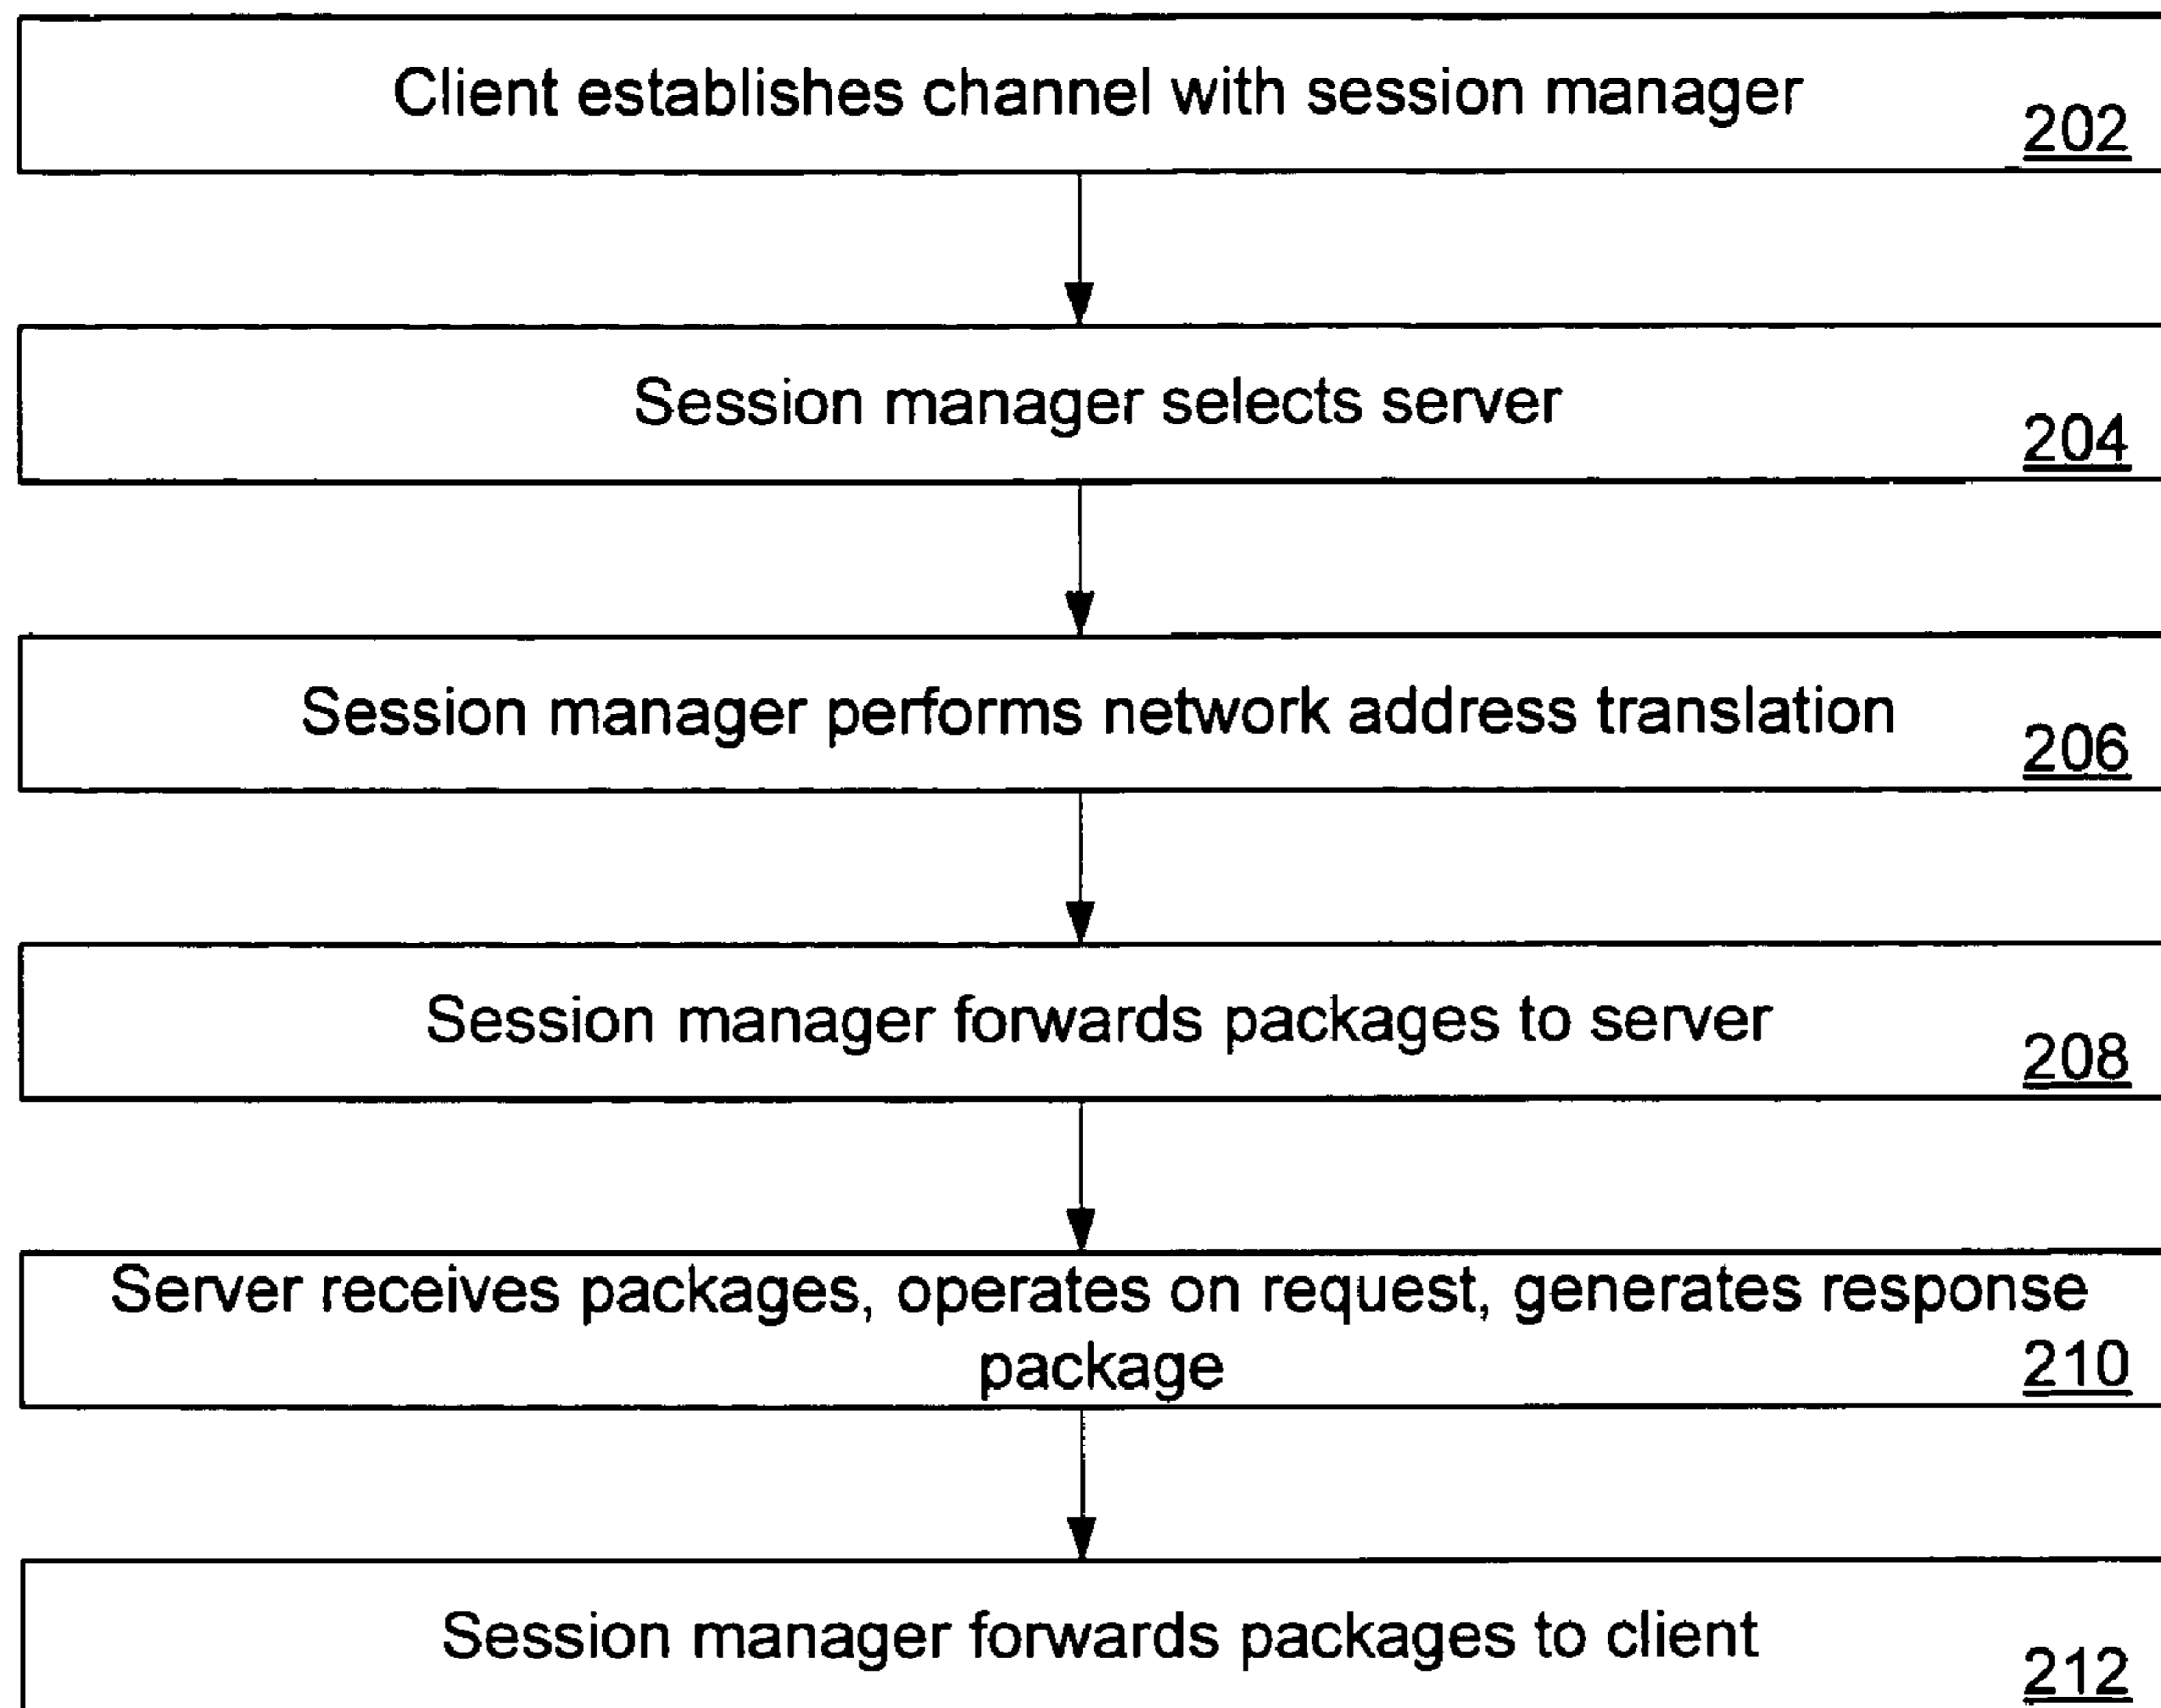 Client establishes channel with session manager
202
Session manager selects server
204
Session manager performs network address translation
206
Session manager forwards packages to server
208
Server receives packages, operates on request, generates response
package
210
Session manager forwards packages to client
212